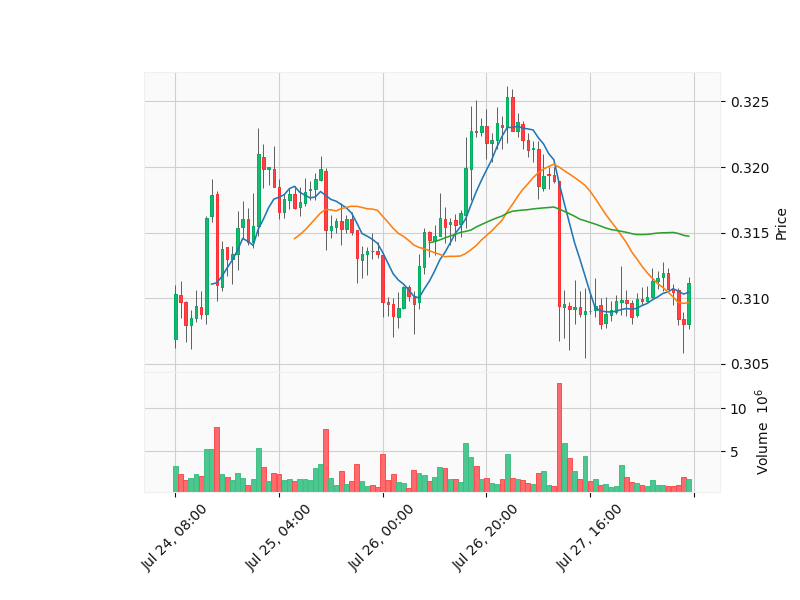 0.325
0.320
0.315
0.310
0.305
Price
10
5
Volume 10^6
Jul 24, 08:00
Jul 25, 04:00
Jul 26, 00:00
Jul 26, 20:00
Jul 27, 16:00